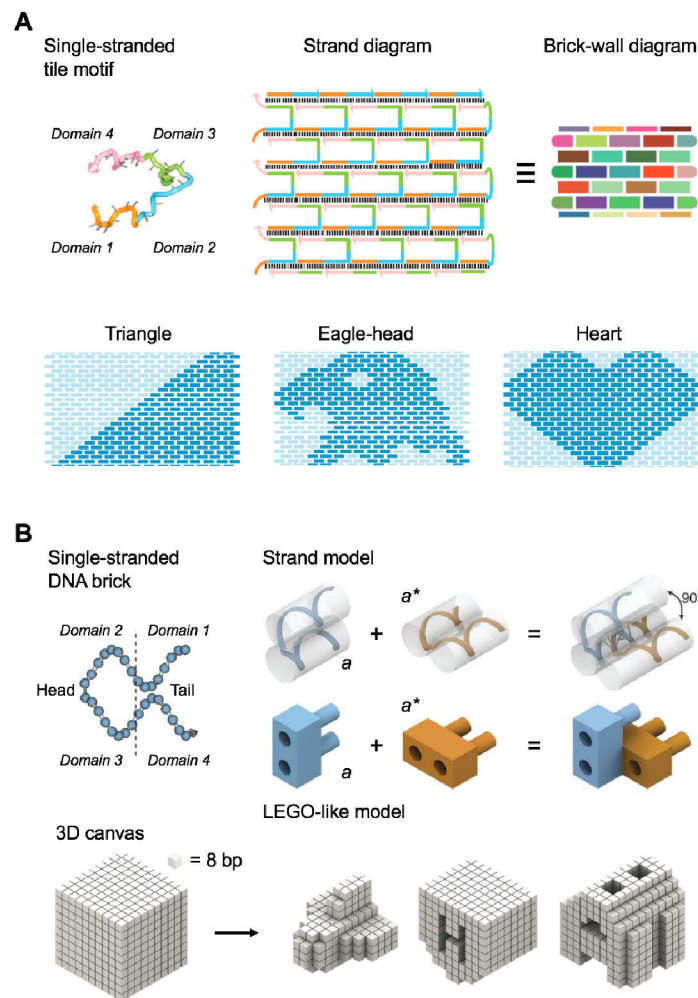 A
Single-stranded
tile motif
Strand diagram
Brick-wall diagram
Domain 4
Domain 3
Domain 1
Domain 2
≡
Triangle
Eagle-head
Heart
B
Single-stranded
DNA brick
Strand model
a*
90°
Domain 2
Domain 1
+
=
a
Head
Tail
a*
Domain 3
Domain 4
+
=
a
LEGO-like model
3D canvas
= 8 bp